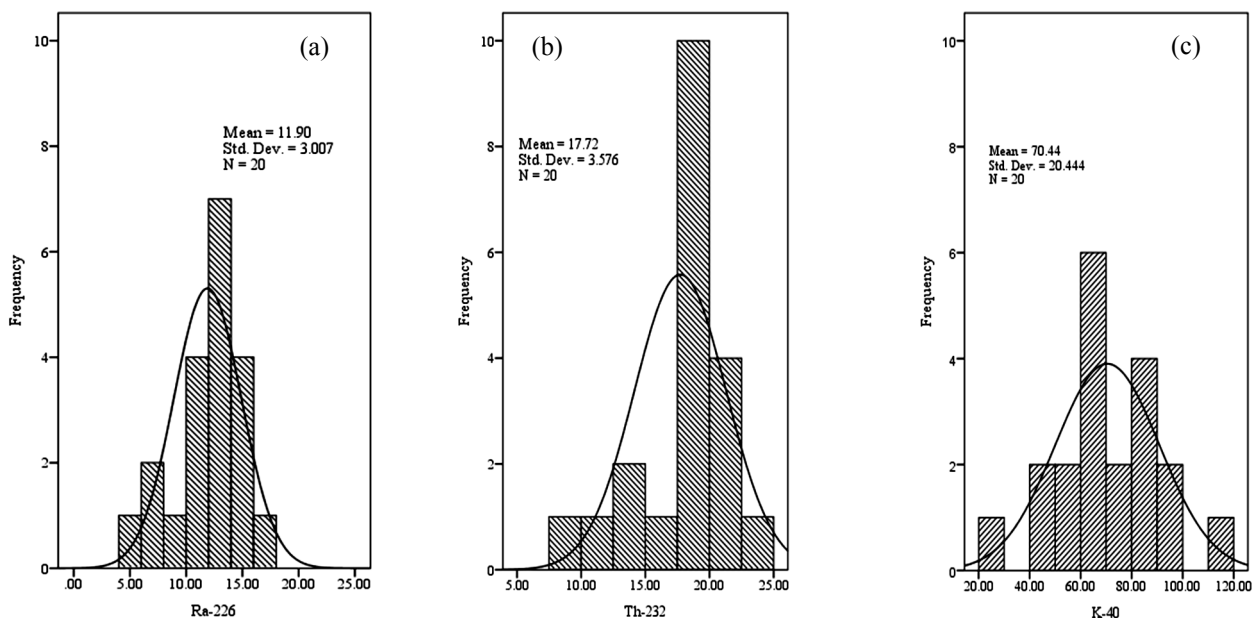 (a)
Mean = 11.90
Std. Dev. = 3.007
N = 20
Frequency
10
8
6
4
2
0
.00 5.00 10.00 15.00 20.00 25.00
Ra-226
(b)
Mean = 17.72
Std. Dev. = 3.576
N = 20
Frequency
10
8
6
4
2
0
5.00 10.00 15.00 20.00 25.00
Th-232
(c)
Mean = 70.44
Std. Dev. = 20.444
N = 20
Frequency
10
8
6
4
2
0
20.00 40.00 60.00 80.00 100.00 120.00
K-40